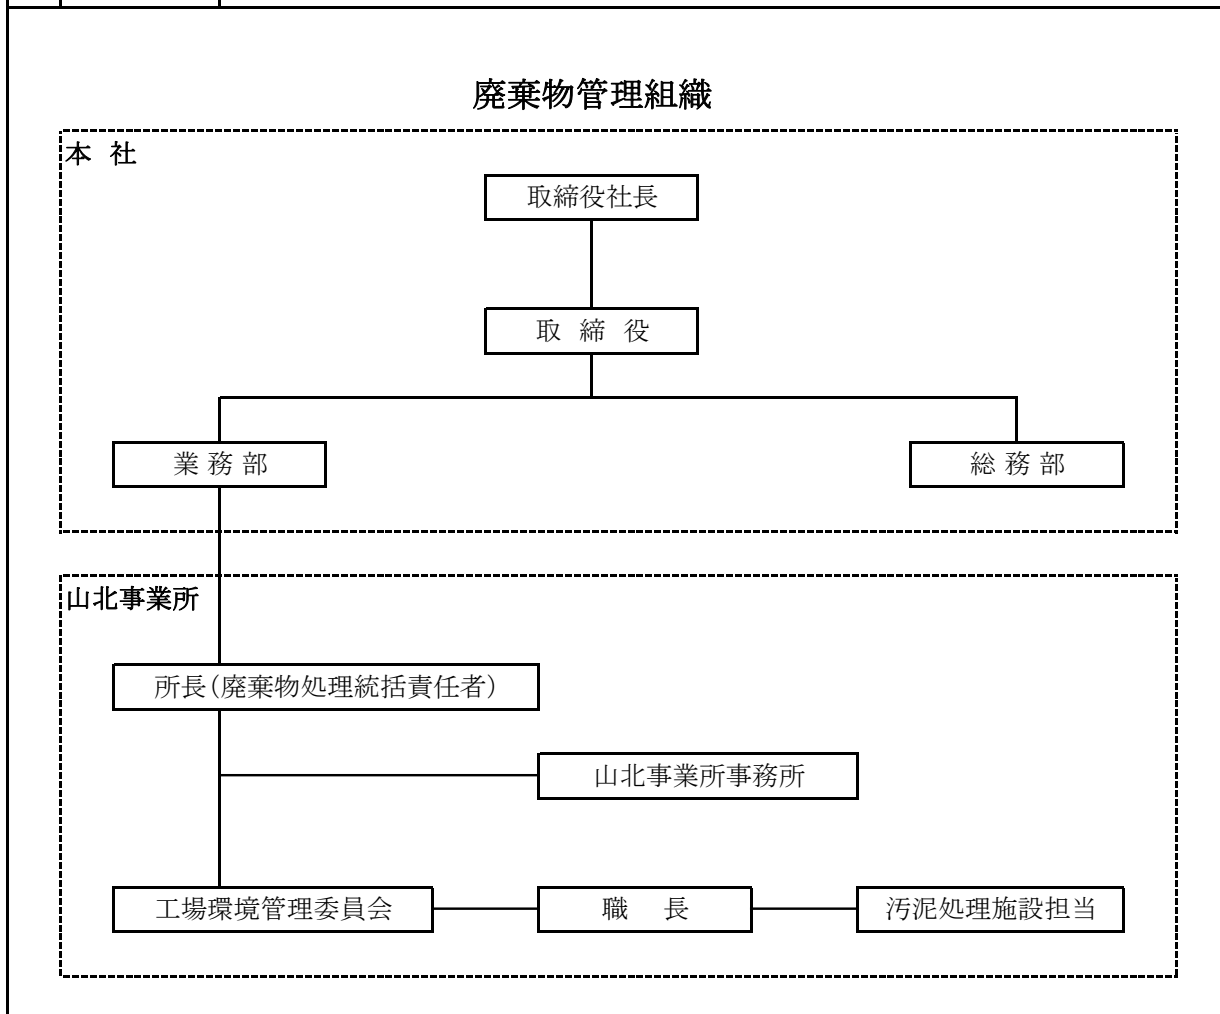 廃棄物管理組織
本 社
取締役社長
取 締 役
業 務 部
総 務 部
山北事業所
所長(廃棄物処理統括責任者)
山北事業所事務所
工場環境管理委員会
職 長
汚泥処理施設担当